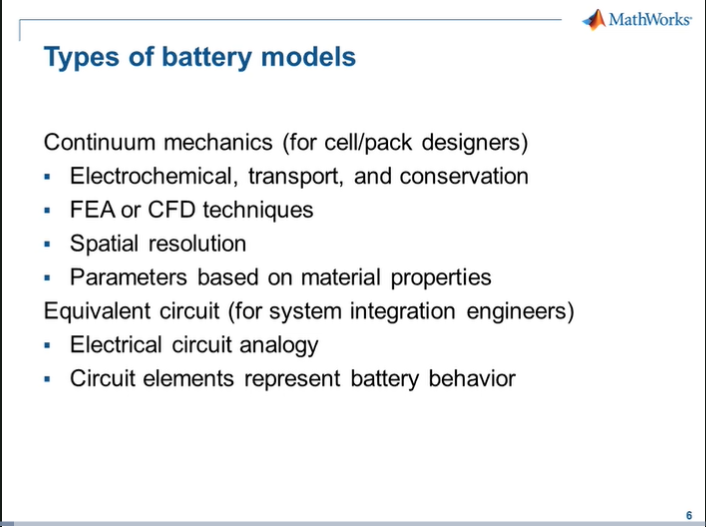 MathWorks
Types of battery models
Continuum mechanics (for cell/pack designers)
▪ Electrochemical, transport, and conservation
▪ FEA or CFD techniques
▪ Spatial resolution
▪ Parameters based on material properties
Equivalent circuit (for system integration engineers)
▪ Electrical circuit analogy
▪ Circuit elements represent battery behavior
6